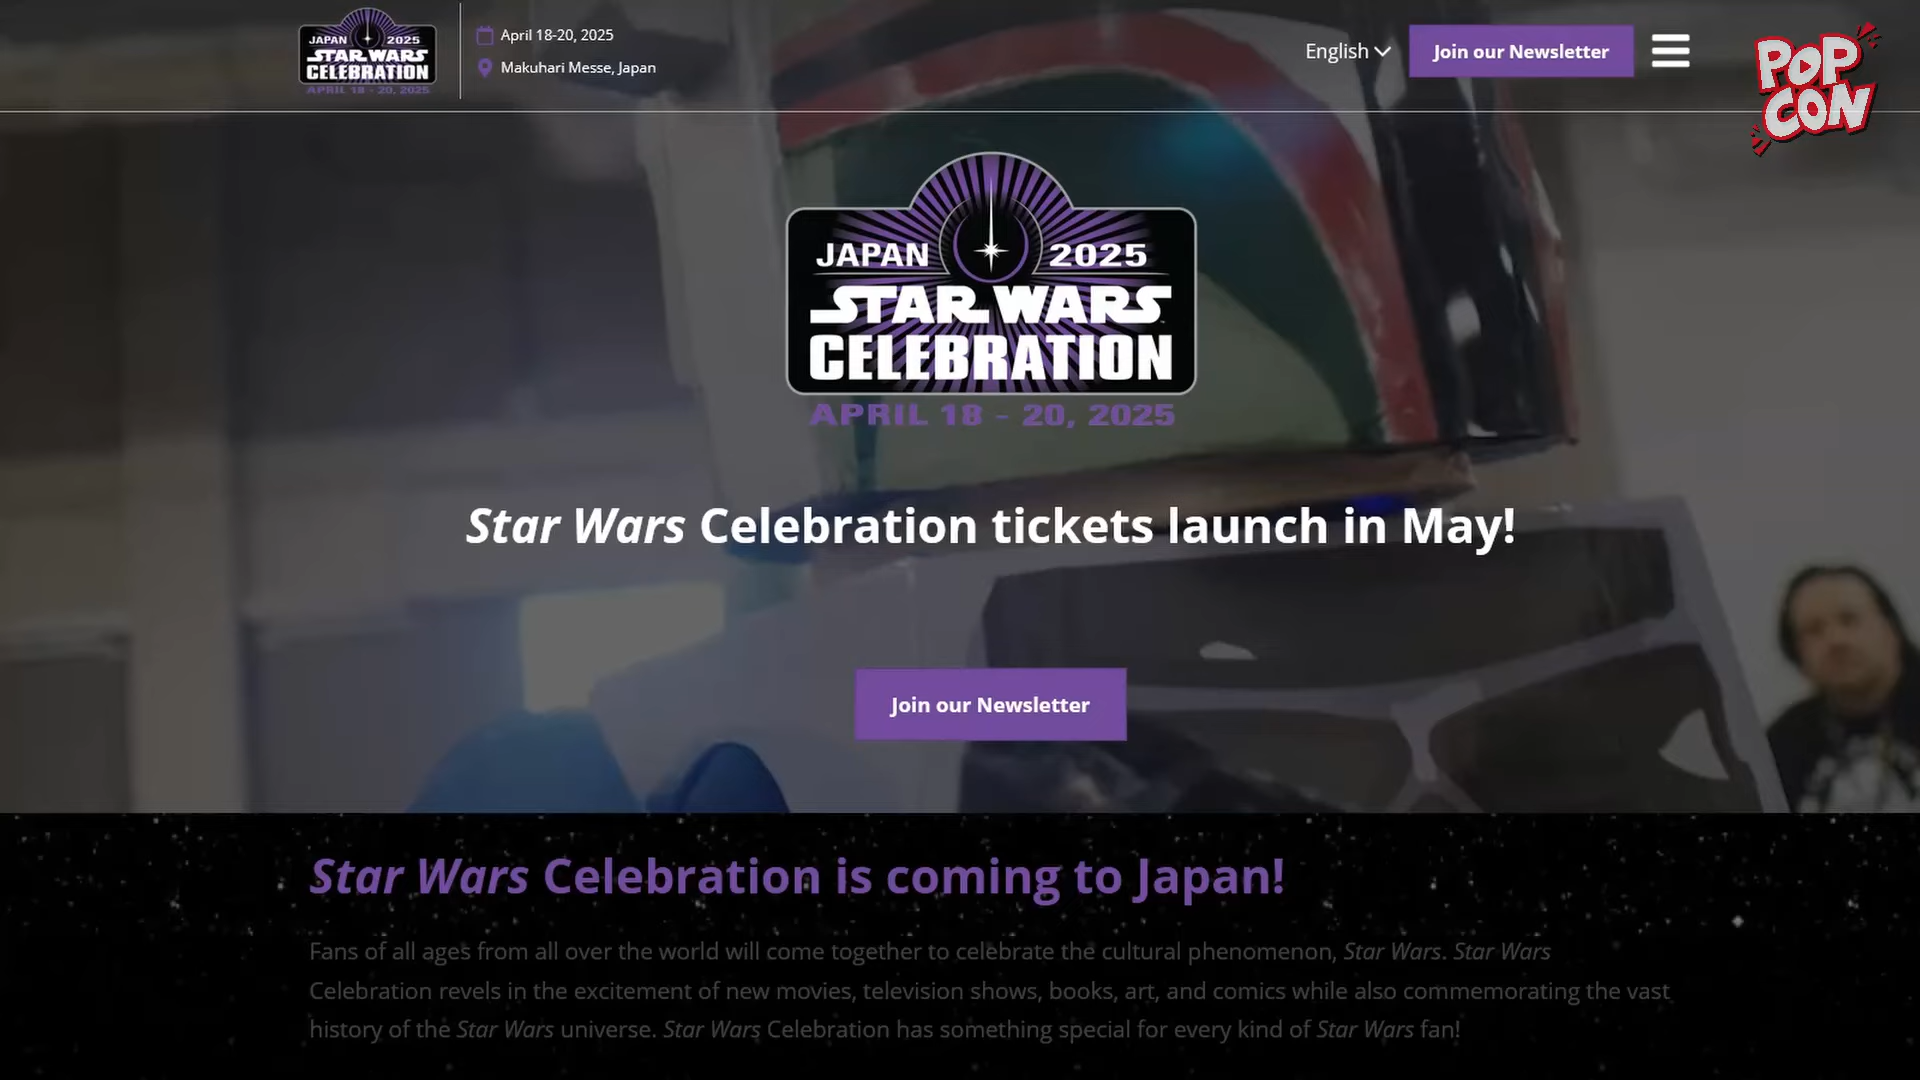 JAPAN 2025
STAR WARS
CELEBRATION
APRIL 18 - 20, 2025
April 18-20, 2025
Makuhari Messe, Japan
English
Join our Newsletter
POP
CON
JAPAN 2025
STAR WARS
CELEBRATION
APRIL 18 - 20, 2025
Star Wars Celebration tickets launch in May!
Join our Newsletter
Star Wars Celebration is coming to Japan!
Fans of all ages from all over the world will come together to celebrate the cultural phenomenon, Star Wars. Star Wars
Celebration revels in the excitement of new movies, television shows, books, art, and comics while also commemorating the vast
history of the Star Wars universe. Star Wars Celebration has something special for every kind of Star Wars fan!